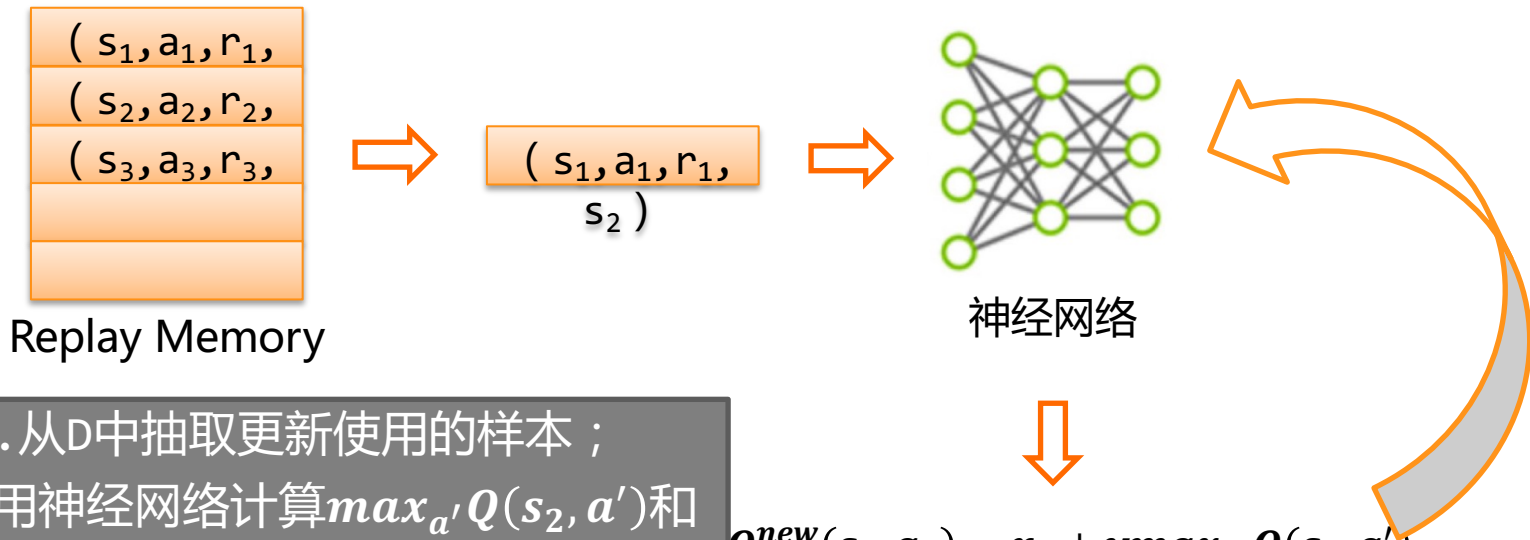 ( s₁,a₁,r₁,
( s₂,a₂,r₂,
( s₃,a₃,r₃,
Replay Memory
( s₁,a₁,r₁,
s₂ )
神经网络
.从D中抽取更新使用的样本；
用神经网络计算maxₐ′Q(s₂,a′)和